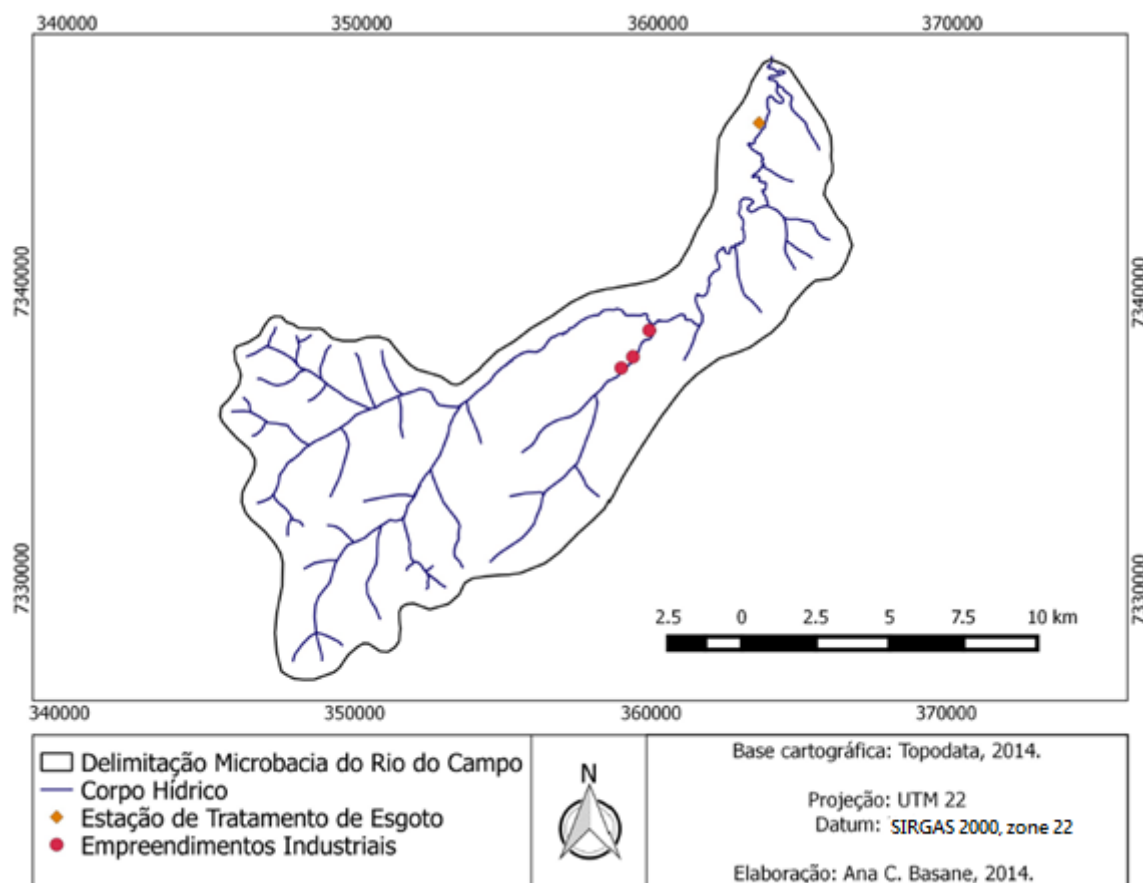 340000 350000 360000 370000
7340000 7340000
7330000 7330000
2.5 0 2.5 5 7.5 10 km
340000 350000 360000 370000
Delimitação Microbacia do Rio do Campo
Corpo Hídrico
Estação de Tratamento de Esgoto
Empreendimentos Industriais
N
Base cartográfica: Topodata, 2014.
Projeção: UTM 22
Datum: SIRGAS 2000, zone 22
Elaboração: Ana C. Basane, 2014.